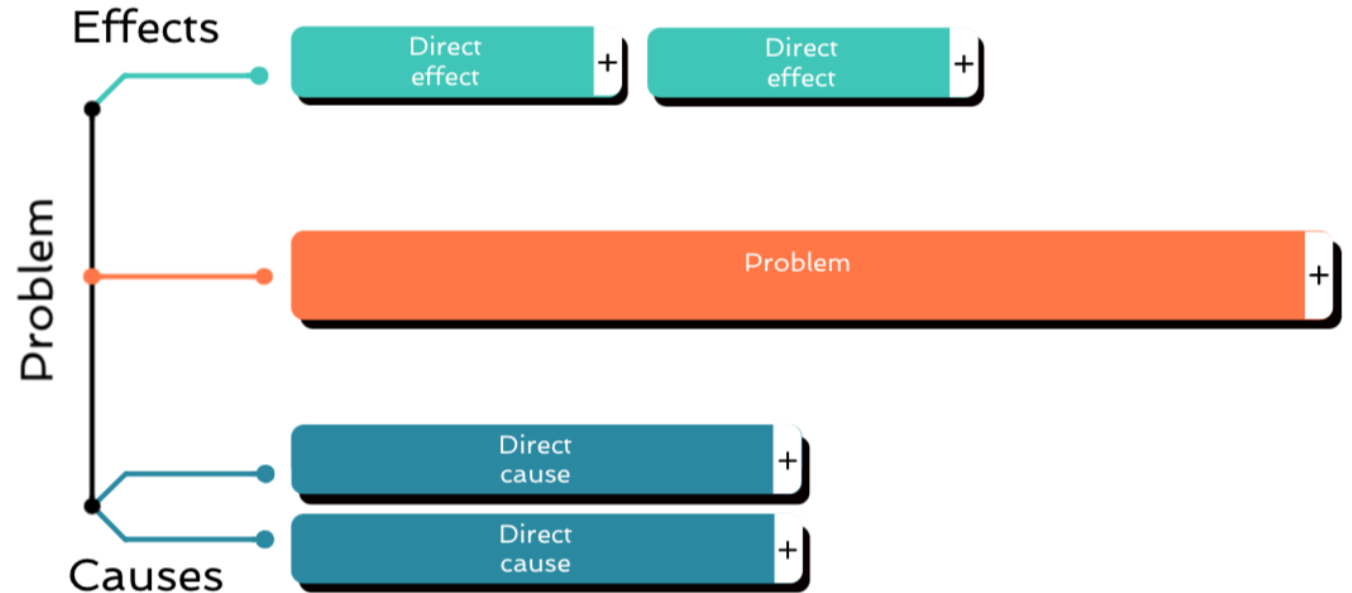 Effects
Direct
effect
+
Direct
effect
+
Problem
Problem
+
Direct
cause
+
Direct
cause
+
Causes